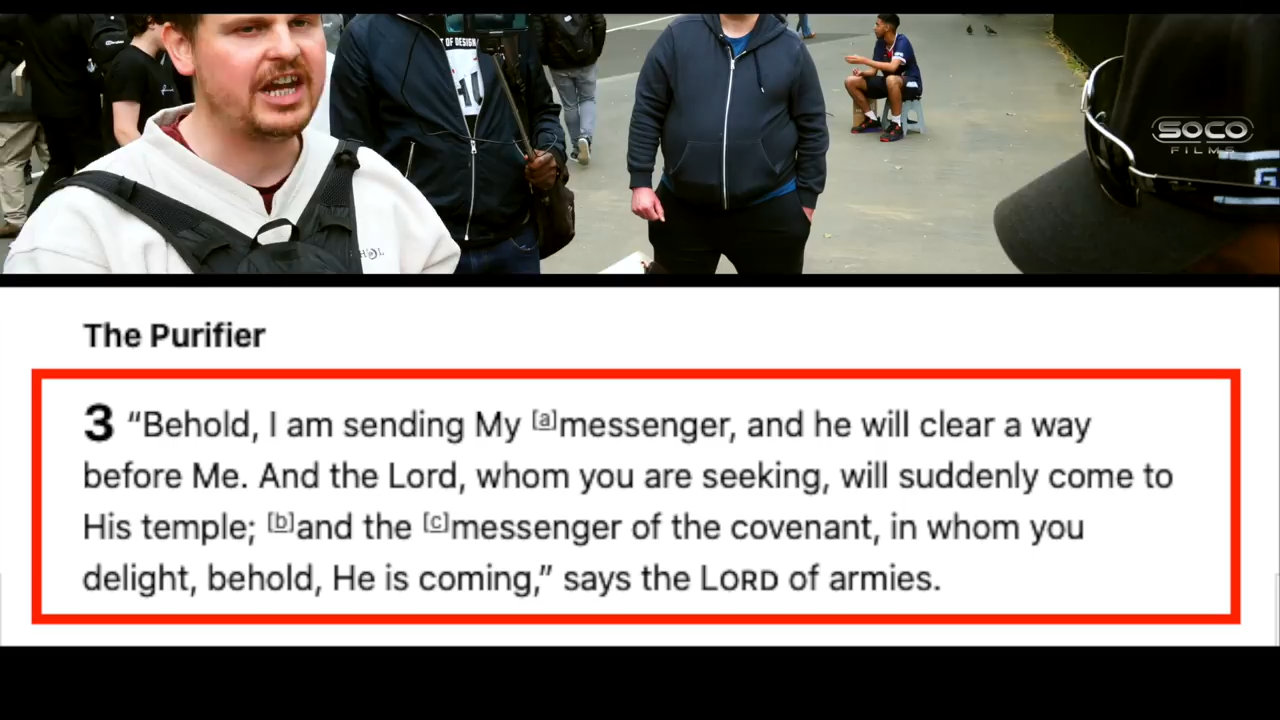 T OF DESIGN
SOCO
FILMS
G
The Purifier
3 “Behold, I am sending My [a]messenger, and he will clear a way
before Me. And the Lord, whom you are seeking, will suddenly come to
His temple; [b]and the [c]messenger of the covenant, in whom you
delight, behold, He is coming,” says the LORD of armies.